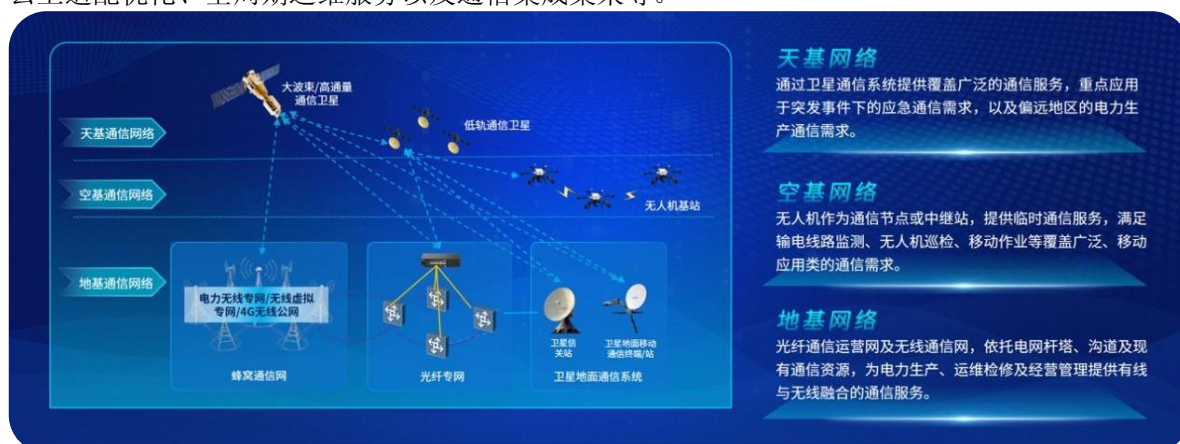 大波束/高通量
通信卫星
低轨通信卫星
天基通信网络
空基通信网络
无人机基站
地基通信网络
电力无线专网/无线虚拟
专网/4G无线公网
蜂窝通信网
光纤专网
卫星信
关站
卫星地面移动
通信终端/站
卫星地面通信系统
天基网络
通过卫星通信系统提供覆盖广泛的通信服务，重点应用
于突发事件下的应急通信需求，以及偏远地区的电力生
产通信需求。
空基网络
无人机作为通信节点或中继站，提供临时通信服务，满足
输电线路监测、无人机巡检、移动作业等覆盖广泛、移动
应用类的通信需求。
地基网络
光纤通信运营网及无线通信网，依托电网杆塔、沟道及现
有通信资源，为电力生产、运维检修及经营管理提供有线
与无线融合的通信服务。